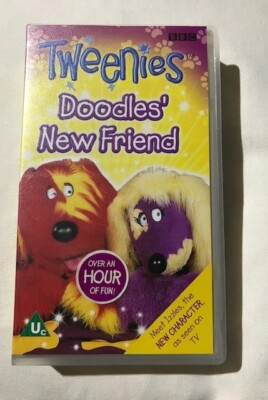 BBC
Tweenies
Doodles'
New Friend
OVER AN
HOUR
OF FUN!
Meet Izzles, the
NEW CHARACTER
as seen on
TV
Uc